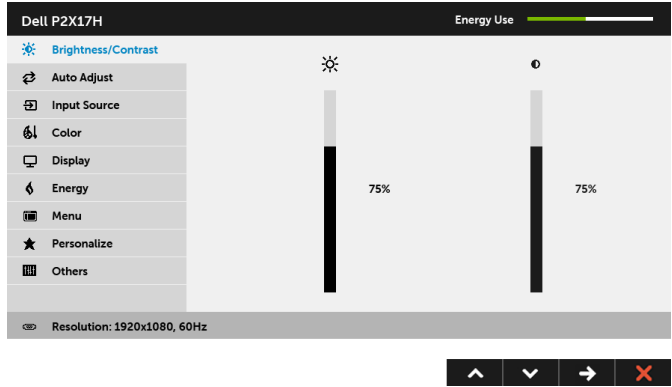 Dell P2X17H
Energy Use
Brightness/Contrast
Auto Adjust
Input Source
Color
Display
Energy
Menu
Personalize
Others
75%
75%
Resolution: 1920x1080, 60Hz